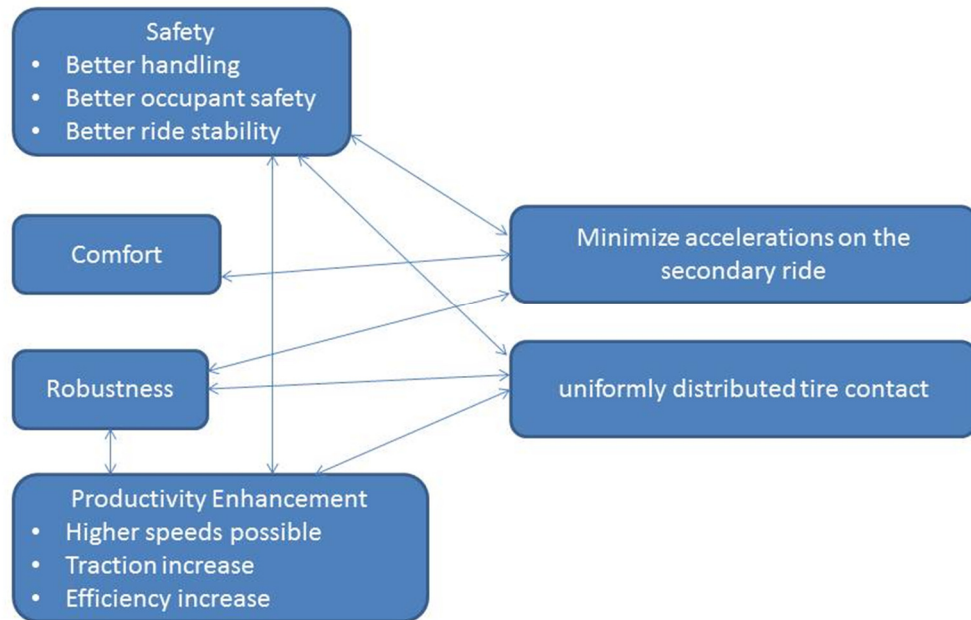 Safety
• Better handling
• Better occupant safety
• Better ride stability
Comfort
Minimize accelerations on the
secondary ride
Robustness
uniformly distributed tire contact
Productivity Enhancement
• Higher speeds possible
• Traction increase
• Efficiency increase